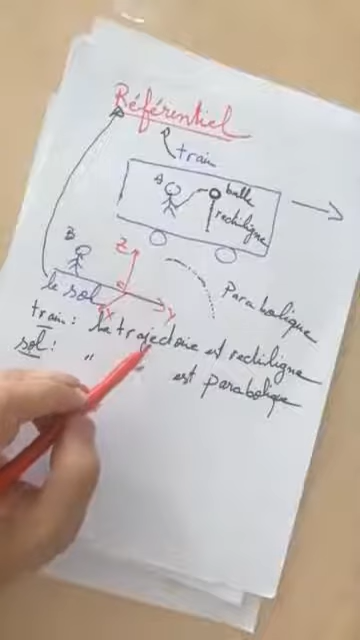 Référentiel
train
A
balle
rectiligne
B
Z
le sol
X
Y
Parabolique
train: La trajectoire est rectiligne
sol: " " est parabolique